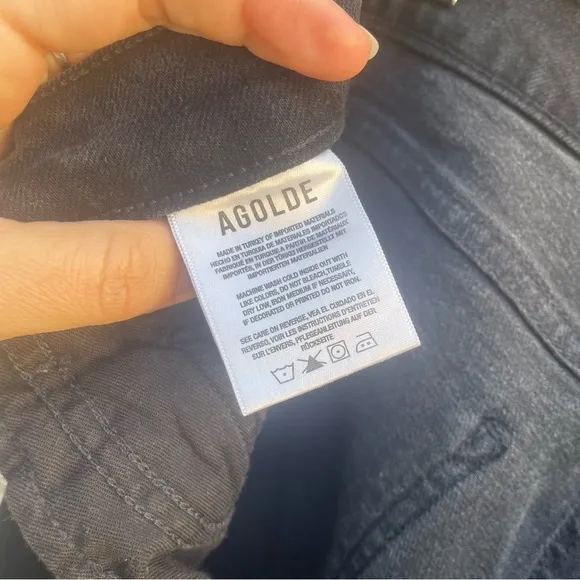 AGOLDE
MADE IN TURKEY OF IMPORTED MATERIALS
HECHO EN TURQUIA DE MATERIALES IMPORTADOS
FABRIQUÉ EN TURQUIE A PARTIR DE MATÉRIAUX
IMPORTÉS, IN DER TÜRKEI HERGESTELLT MIT
IMPORTIERTEN MATERIALIEN
MACHINE WASH COLD INSIDE OUT WITH
LIKE COLORS, DO NOT BLEACH,TUMBLE
DRY LOW, IRON MEDIUM IF NECESSARY,
IF DECORATED OR PRINTED DO NOT IRON.
SEE CARE ON REVERSE,VEA EL CUIDADO EN EL
REVERSO,VOIR LES INSTRUCTIONS D'ENTRETIEN
SUR L'ENVERS, PFLEGEANLEITUNG AUF DER
RÜCKSEITE